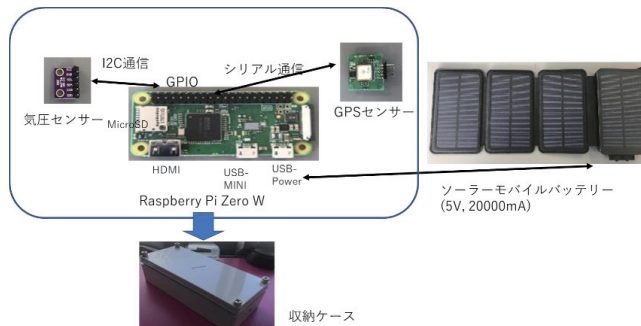 I2C通信
GPIO
シリアル通信
気圧センサー
MicroSD
GPSセンサー
HDMI
USB-
MINI
USB-
Power
Raspberry Pi Zero W
ソーラーモバイルバッテリー
(5V, 20000mA)
収納ケース